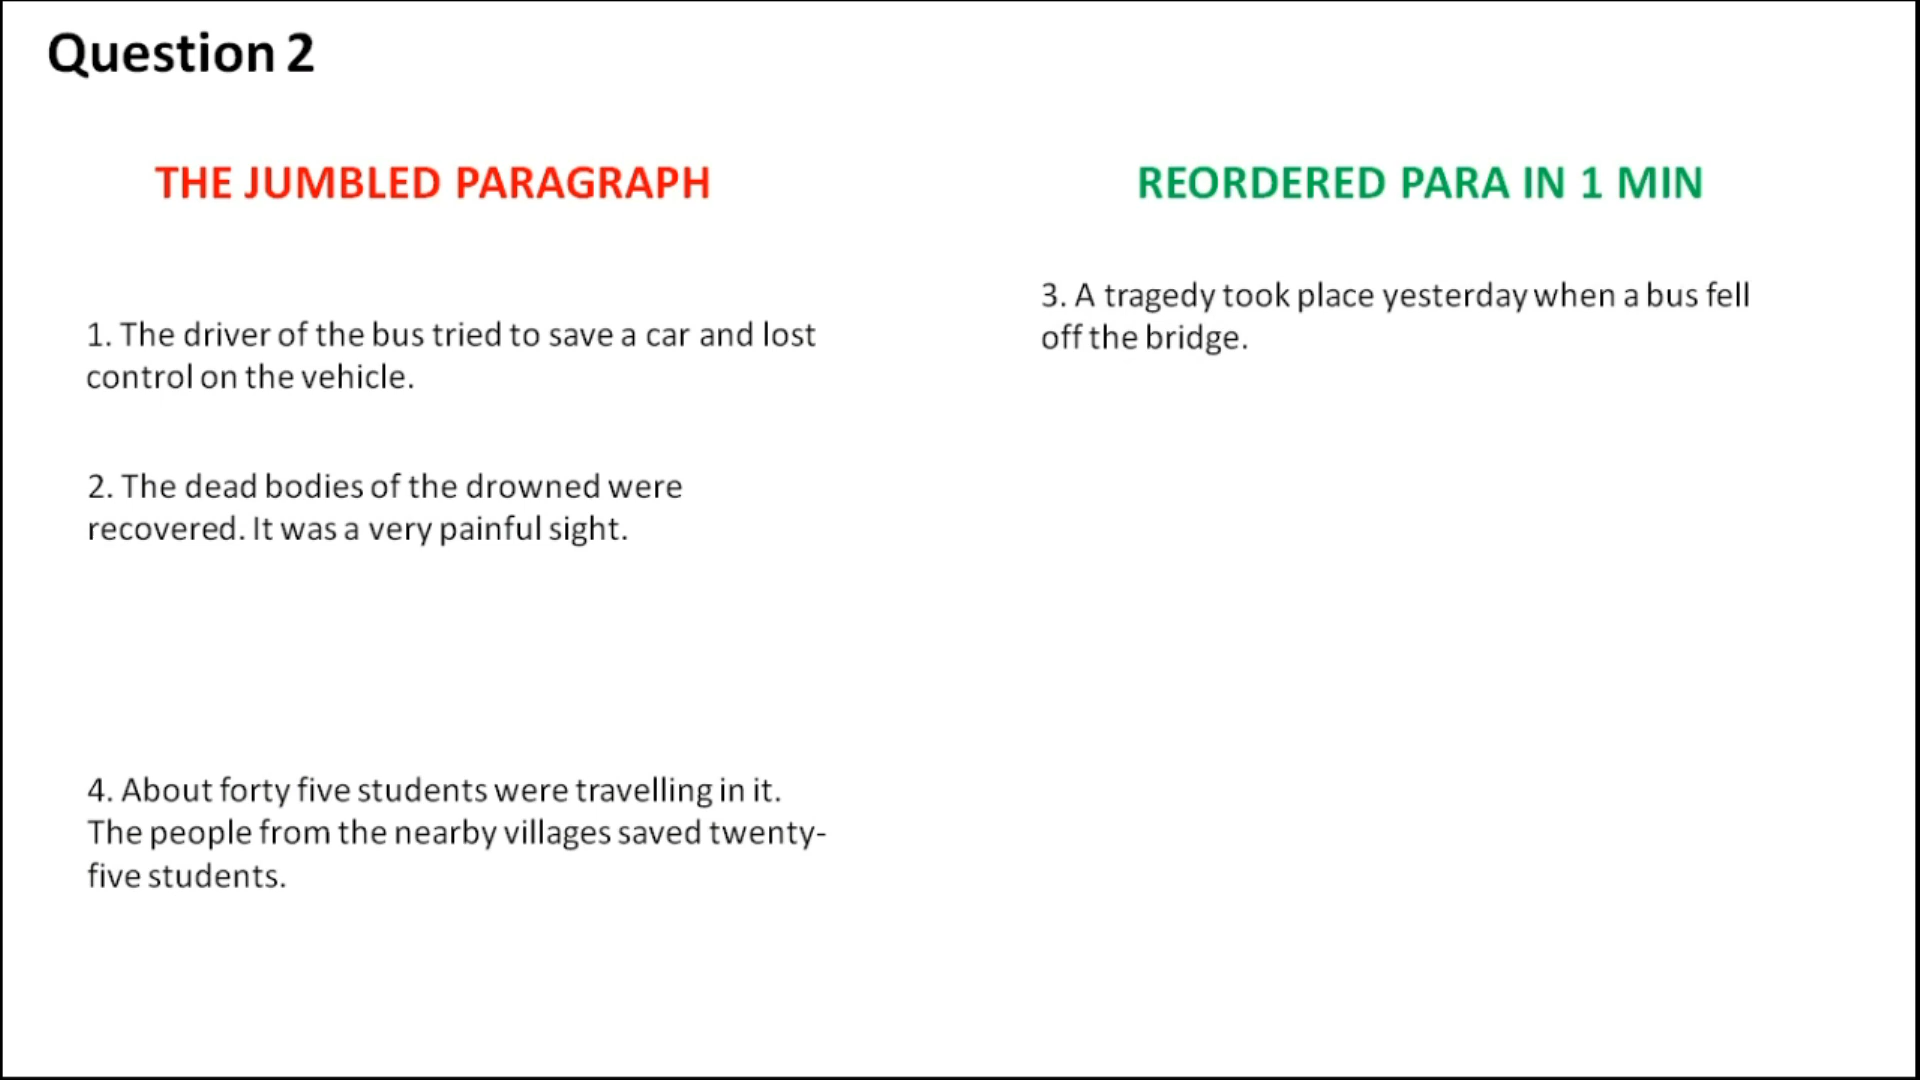 Question 2
THE JUMBLED PARAGRAPH
1. The driver of the bus tried to save a car and lost
control on the vehicle.
2. The dead bodies of the drowned were
recovered. It was a very painful sight.
4. About forty five students were travelling in it.
The people from the nearby villages saved twenty-
five students.
REORDERED PARA IN 1 MIN
3. A tragedy took place yesterday when a bus fell
off the bridge.